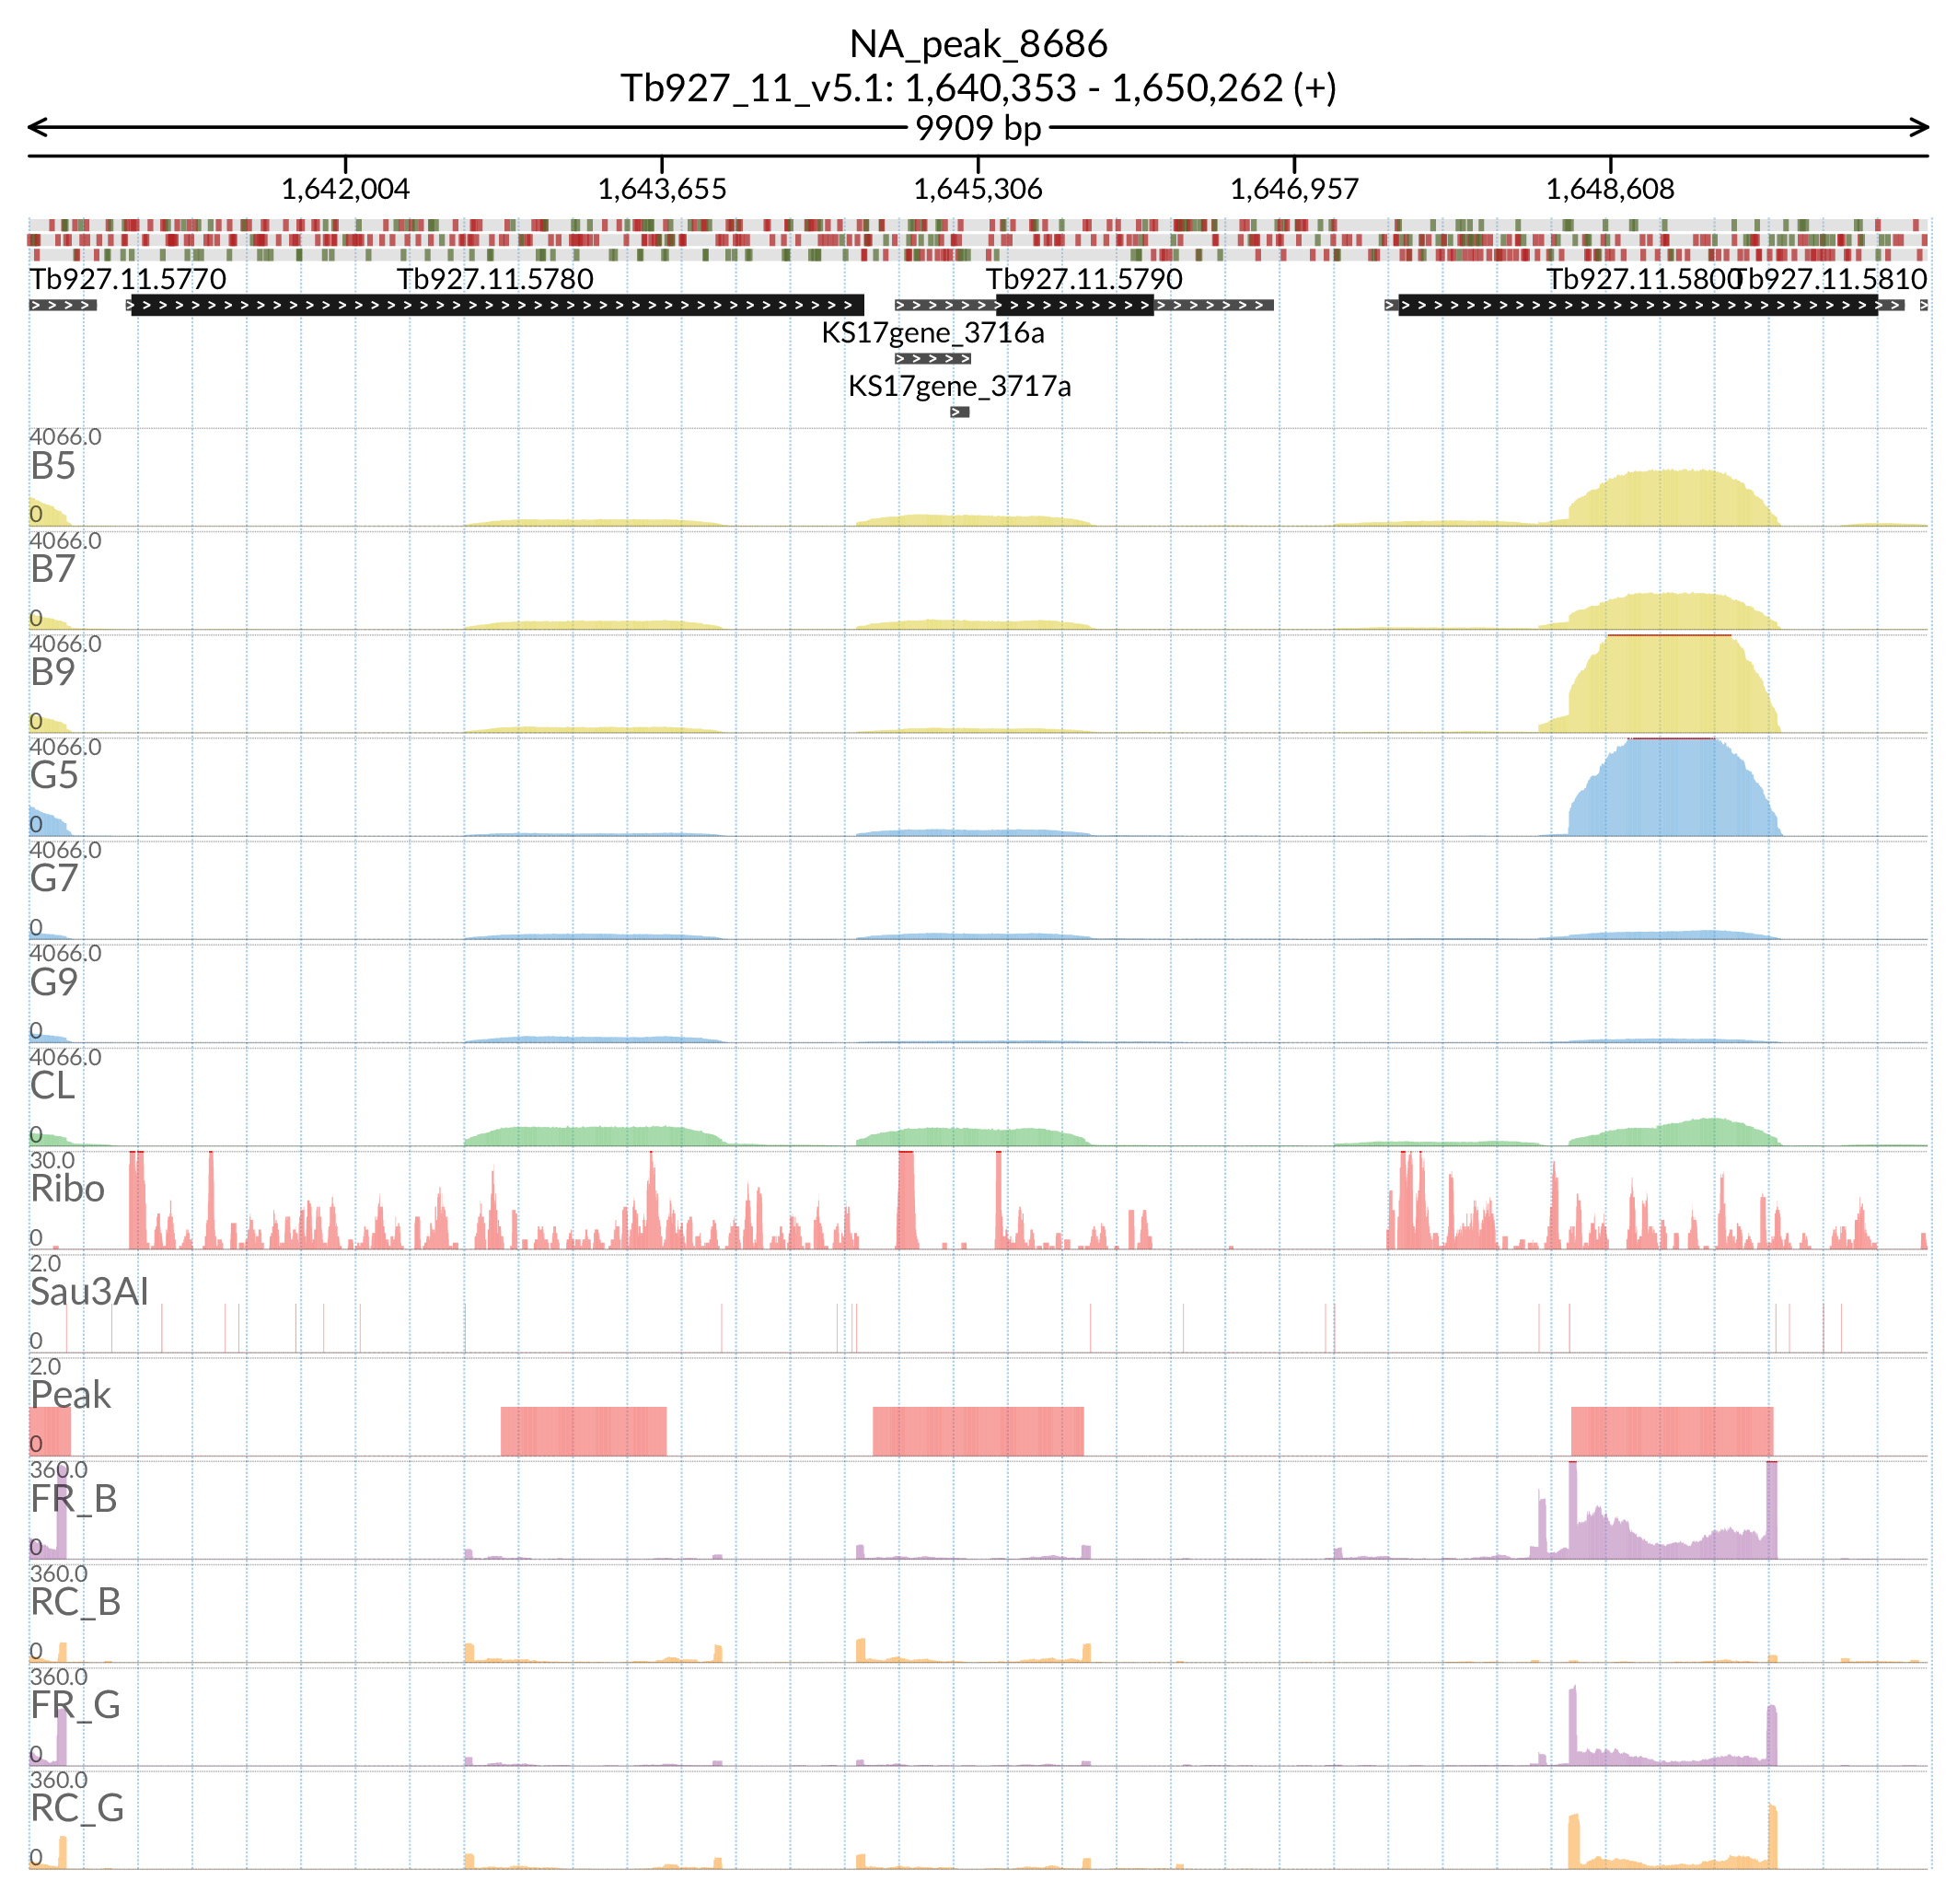 NA_peak_8686
Tb927_11_v5.1: 1,640,353 - 1,650,262 (+)
9909 bp
1,642,004 1,643,655 1,645,306 1,646,957 1,648,608
Tb927.11.5770 Tb927.11.5780 Tb927.11.5790 Tb927.11.5800 Tb927.11.5810
KS17gene_3716a
KS17gene_3717a
4066.0
B5
0
4066.0
B7
0
4066.0
B9
0
4066.0
G5
0
4066.0
G7
0
4066.0
G9
0
4066.0
CL
0
30.0
Ribo
0
2.0
Sau3AI
0
2.0
Peak
0
360.0
FR_B
0
360.0
RC_B
0
360.0
FR_G
0
360.0
RC_G
0